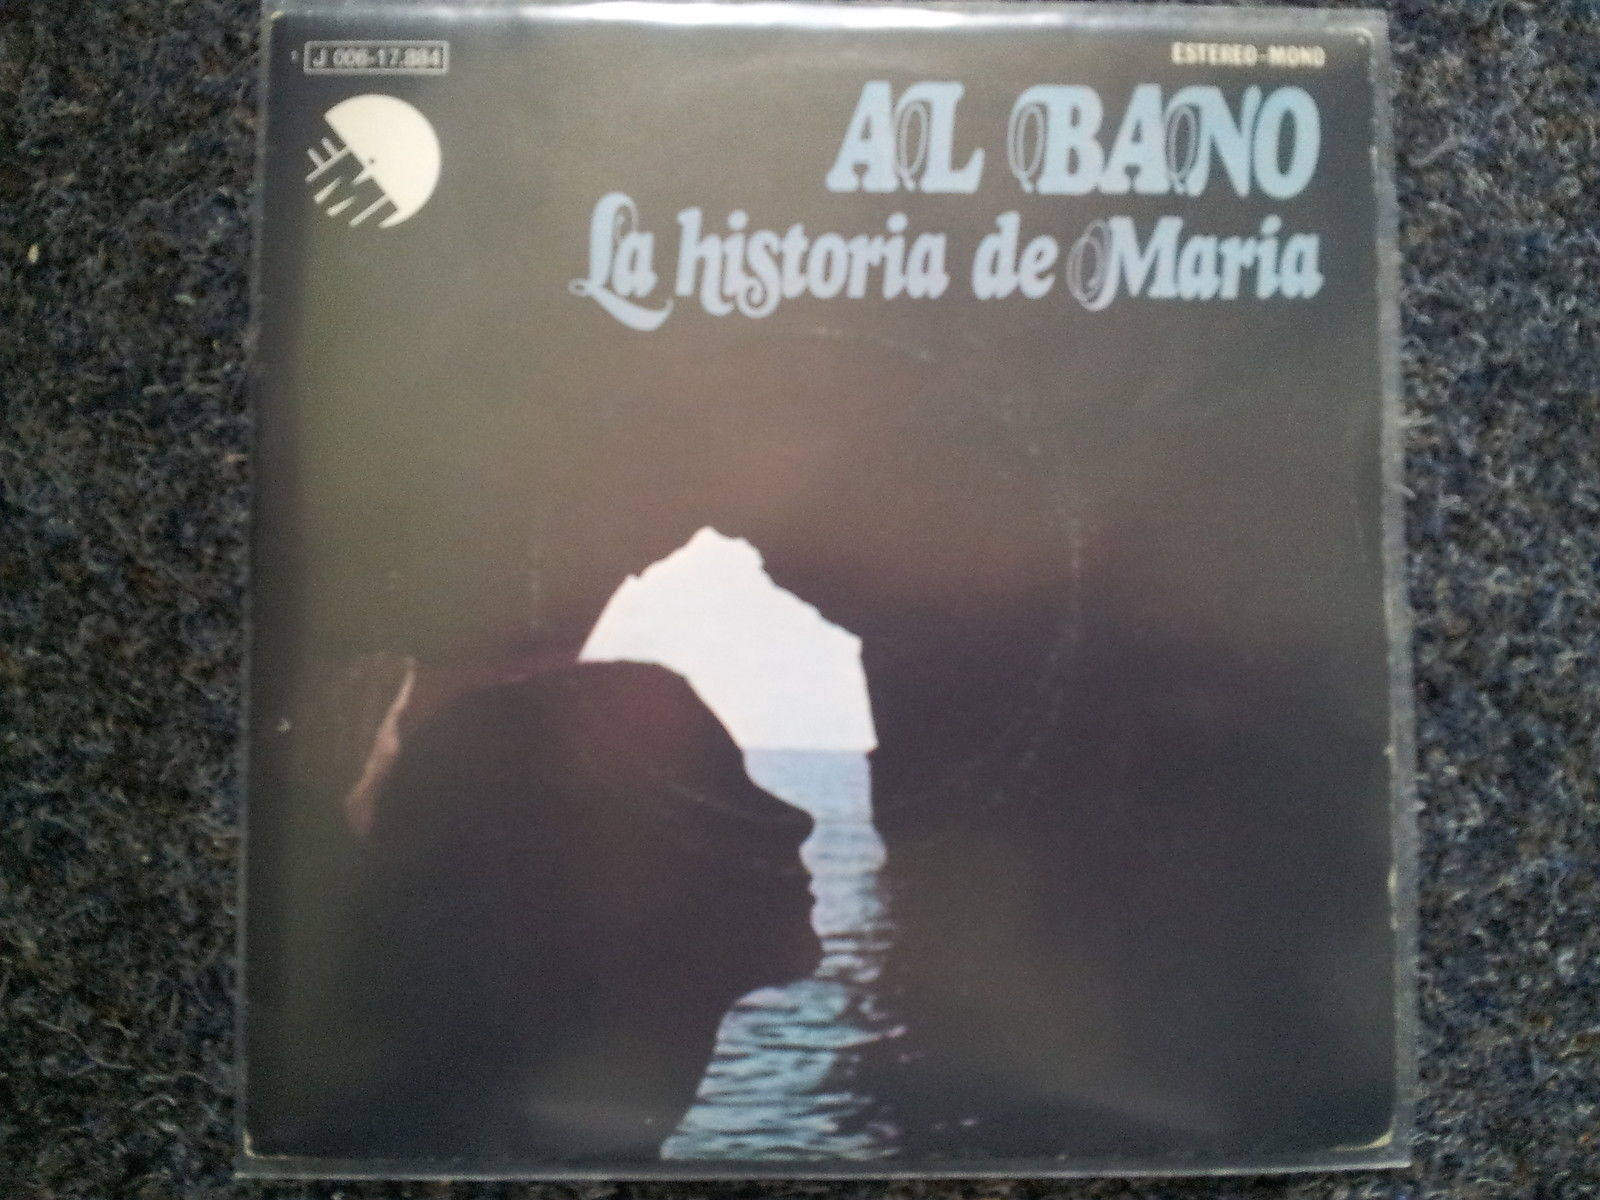 J 006-17.884
ESTEREO-MONO
EMI
AL BANO
La historia de Maria